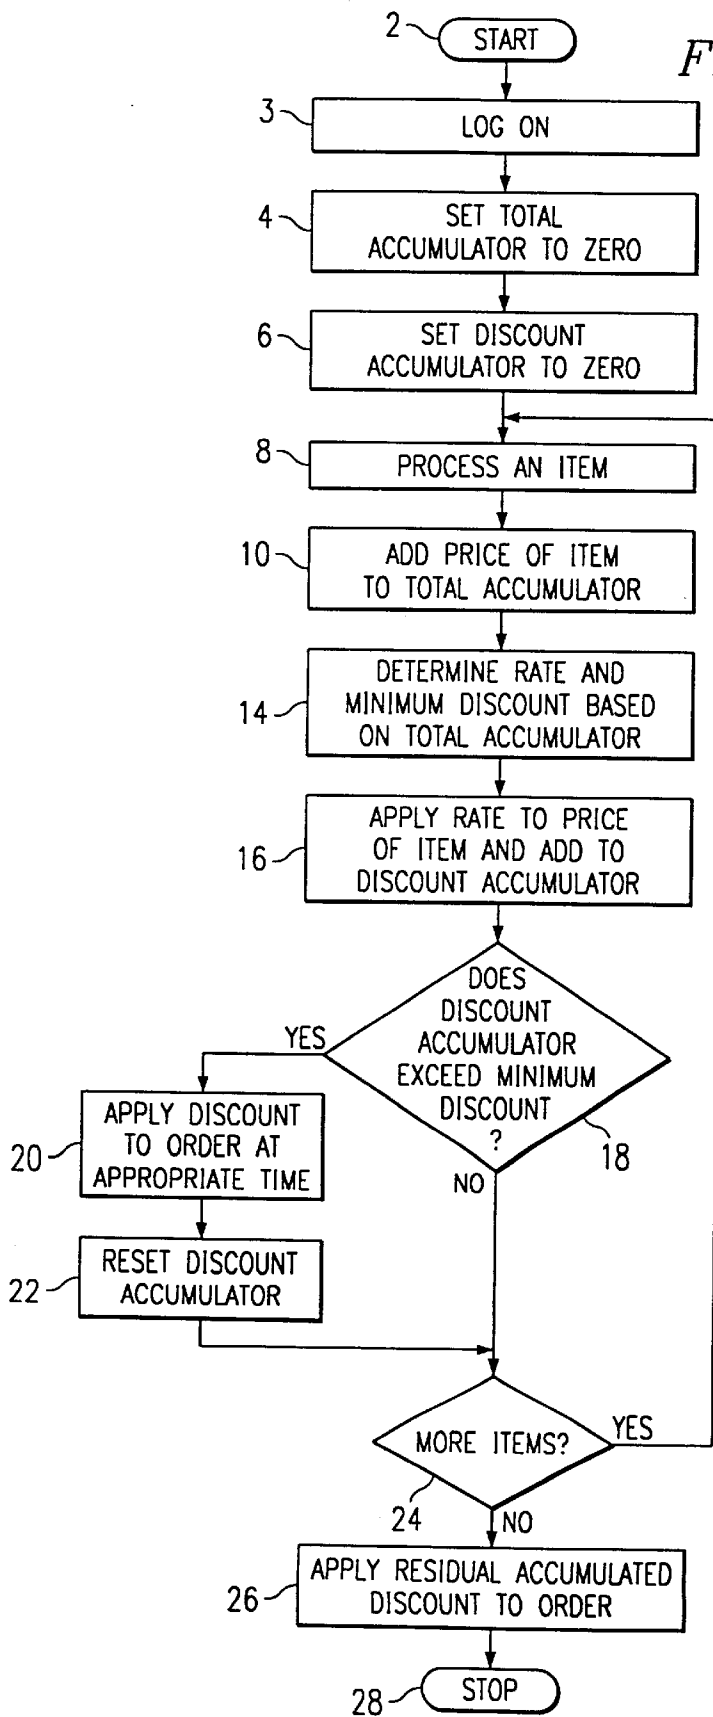 2
START
F
3
LOG ON
4
SET TOTAL
ACCUMULATOR TO ZERO
6
SET DISCOUNT
ACCUMULATOR TO ZERO
8
PROCESS AN ITEM
10
ADD PRICE OF ITEM
TO TOTAL ACCUMULATOR
14
DETERMINE RATE AND
MINIMUM DISCOUNT BASED
ON TOTAL ACCUMULATOR
16
APPLY RATE TO PRICE
OF ITEM AND ADD TO
DISCOUNT ACCUMULATOR
DOES
DISCOUNT
ACCUMULATOR
EXCEED MINIMUM
DISCOUNT
?
18
YES
NO
20
APPLY DISCOUNT
TO ORDER AT
APPROPRIATE TIME
22
RESET DISCOUNT
ACCUMULATOR
MORE ITEMS?
YES
24
NO
26
APPLY RESIDUAL ACCUMULATED
DISCOUNT TO ORDER
28
STOP